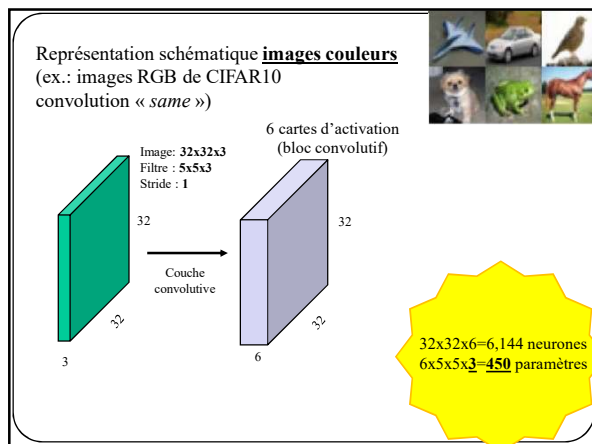 Représentation schématique images couleurs
(ex.: images RGB de CIFAR10
convolution « same »)
6 cartes d'activation
(bloc convolutif)
Image: 32x32x3
Filtre : 5x5x3
Stride : 1
32
32
Couche
convolutive
32
32
3
6
32x32x6=6,144 neurones
6x5x5x3=450 paramètres